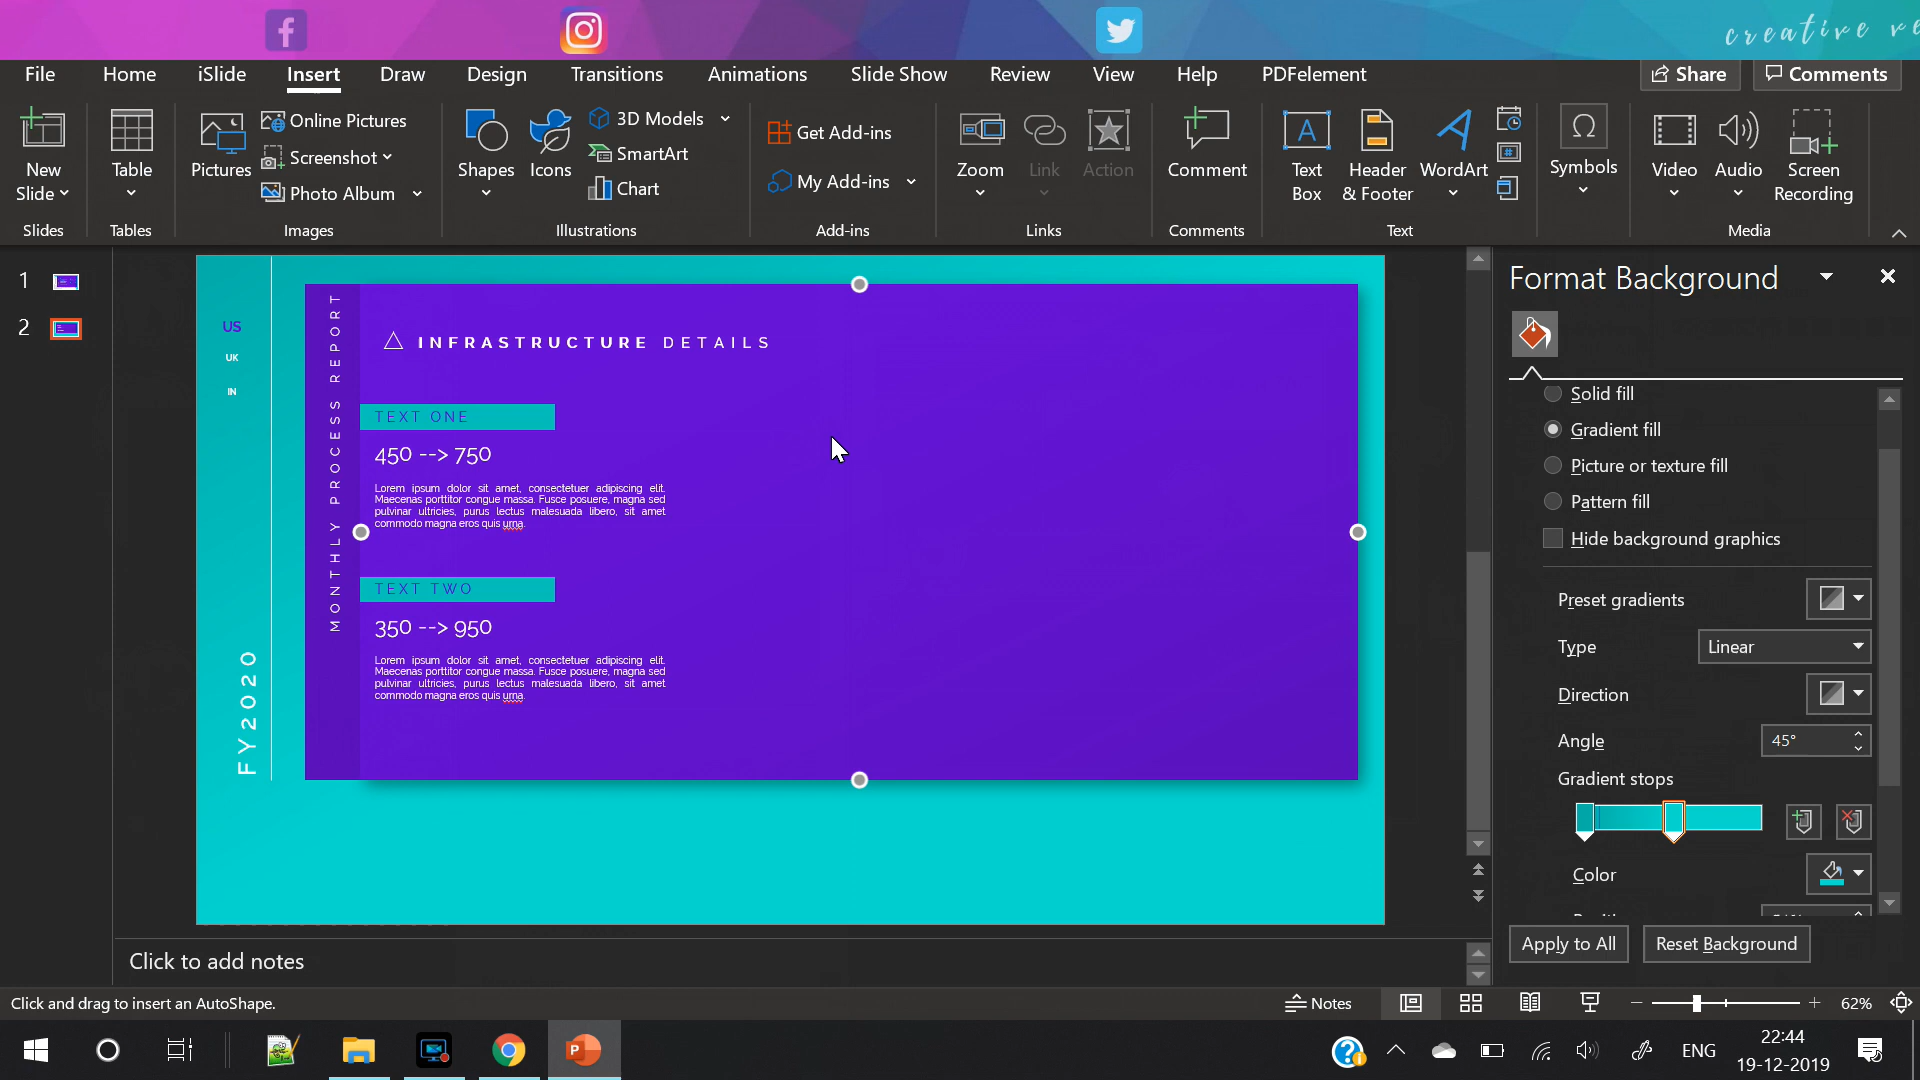 creative ve
File Home iSlide Insert Draw Design Transitions Animations Slide Show Review View Help PDFelement Share Comments
New Slide
Slides
Table
Tables
Pictures
Online Pictures
Screenshot
Photo Album
Images
Shapes
Icons
3D Models
SmartArt
Chart
Illustrations
Get Add-ins
My Add-ins
Add-ins
Zoom
Link
Action
Links
Comment
Comments
Text Box
Header & Footer
WordArt
Text
Symbols
Video
Audio
Screen Recording
Media
1
2
US
UK
IN
FY2020
MONTHLY PROCESS REPORT
INFRASTRUCTURE DETAILS
TEXT ONE
450 --> 750
Lorem ipsum dolor sit amet, consectetuer adipiscing elit.
Maecenas porttitor congue massa. Fusce posuere, magna sed
pulvinar ultricies, purus lectus malesuada libero, sit amet
commodo magna eros quis urna.
TEXT TWO
350 --> 950
Lorem ipsum dolor sit amet, consectetuer adipiscing elit.
Maecenas porttitor congue massa. Fusce posuere, magna sed
pulvinar ultricies, purus lectus malesuada libero, sit amet
commodo magna eros quis urna.
Format Background
Solid fill
Gradient fill
Picture or texture fill
Pattern fill
Hide background graphics
Preset gradients
Type Linear
Direction
Angle 45°
Gradient stops
Color
Apply to All Reset Background
Click to add notes
Click and drag to insert an AutoShape.
Notes
62%
ENG
22:44
19-12-2019